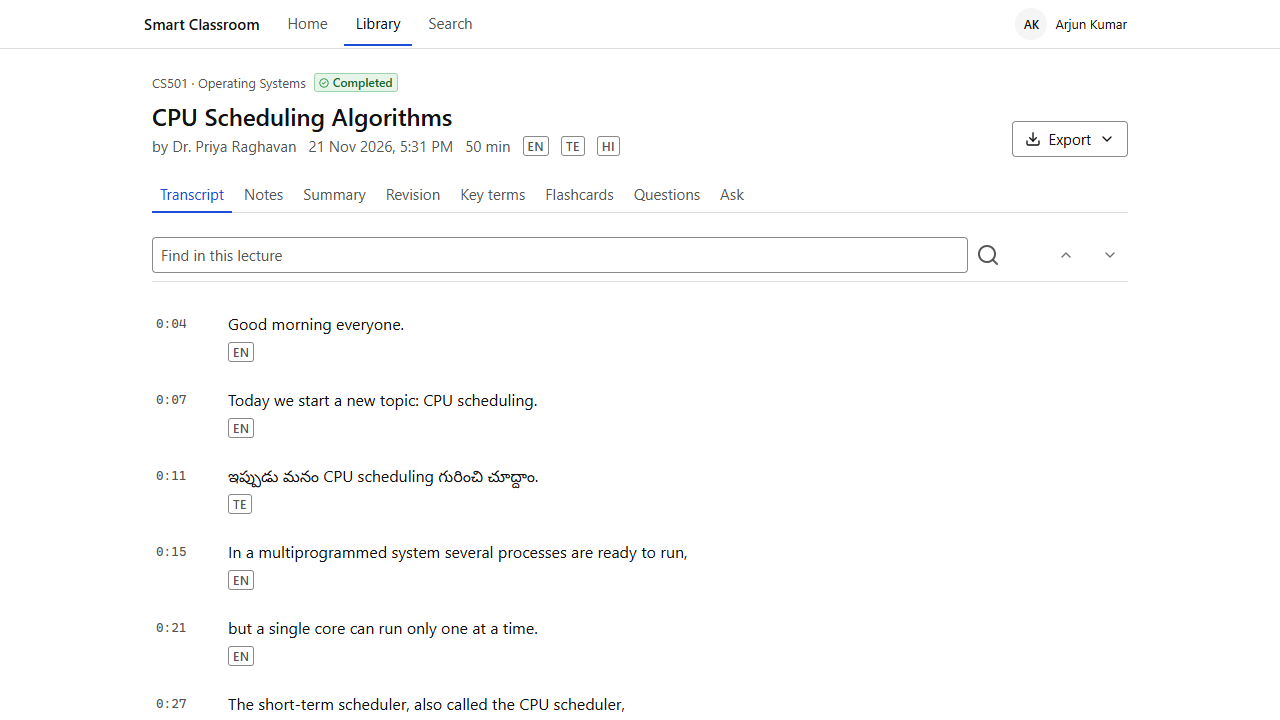 Smart Classroom Home Library Search AK Arjun Kumar
CS501 · Operating Systems Completed
CPU Scheduling Algorithms
by Dr. Priya Raghavan 21 Nov 2026, 5:31 PM 50 min EN TE HI
Export
Transcript Notes Summary Revision Key terms Flashcards Questions Ask
Find in this lecture
0:04 Good morning everyone.
EN
0:07 Today we start a new topic: CPU scheduling.
EN
0:11 ఇప్పుడు మనం CPU scheduling గురించి చూద్దాం.
TE
0:15 In a multiprogrammed system several processes are ready to run,
EN
0:21 but a single core can run only one at a time.
EN
0:27 The short-term scheduler, also called the CPU scheduler,